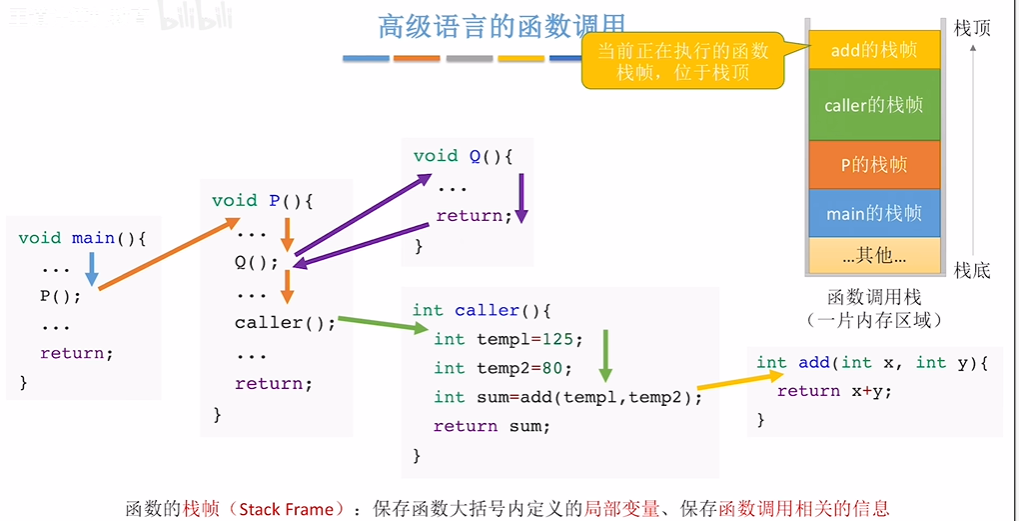 bilibili
高级语言的函数调用
当前正在执行的函数
栈帧，位于栈顶
栈顶
add的栈帧
caller的栈帧
P的栈帧
main的栈帧
…其他…
栈底
函数调用栈
（一片内存区域）
void main(){
...
P();
...
return;
}
void P(){
...
Q();
...
caller();
...
return;
}
void Q(){
...
return;
}
int caller(){
int temp1=125;
int temp2=80;
int sum=add(temp1,temp2);
return sum;
}
int add(int x, int y){
return x+y;
}
函数的栈帧（Stack Frame）：保存函数大括号内定义的局部变量、保存函数调用相关的信息